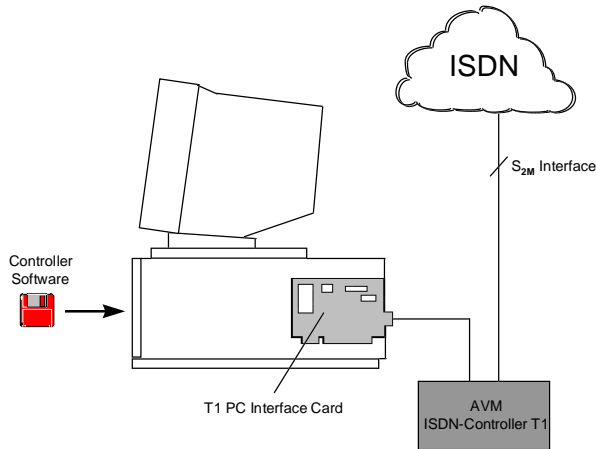 ISDN
S2M Interface
Controller
Software
T1 PC Interface Card
AVM
ISDN-Controller T1